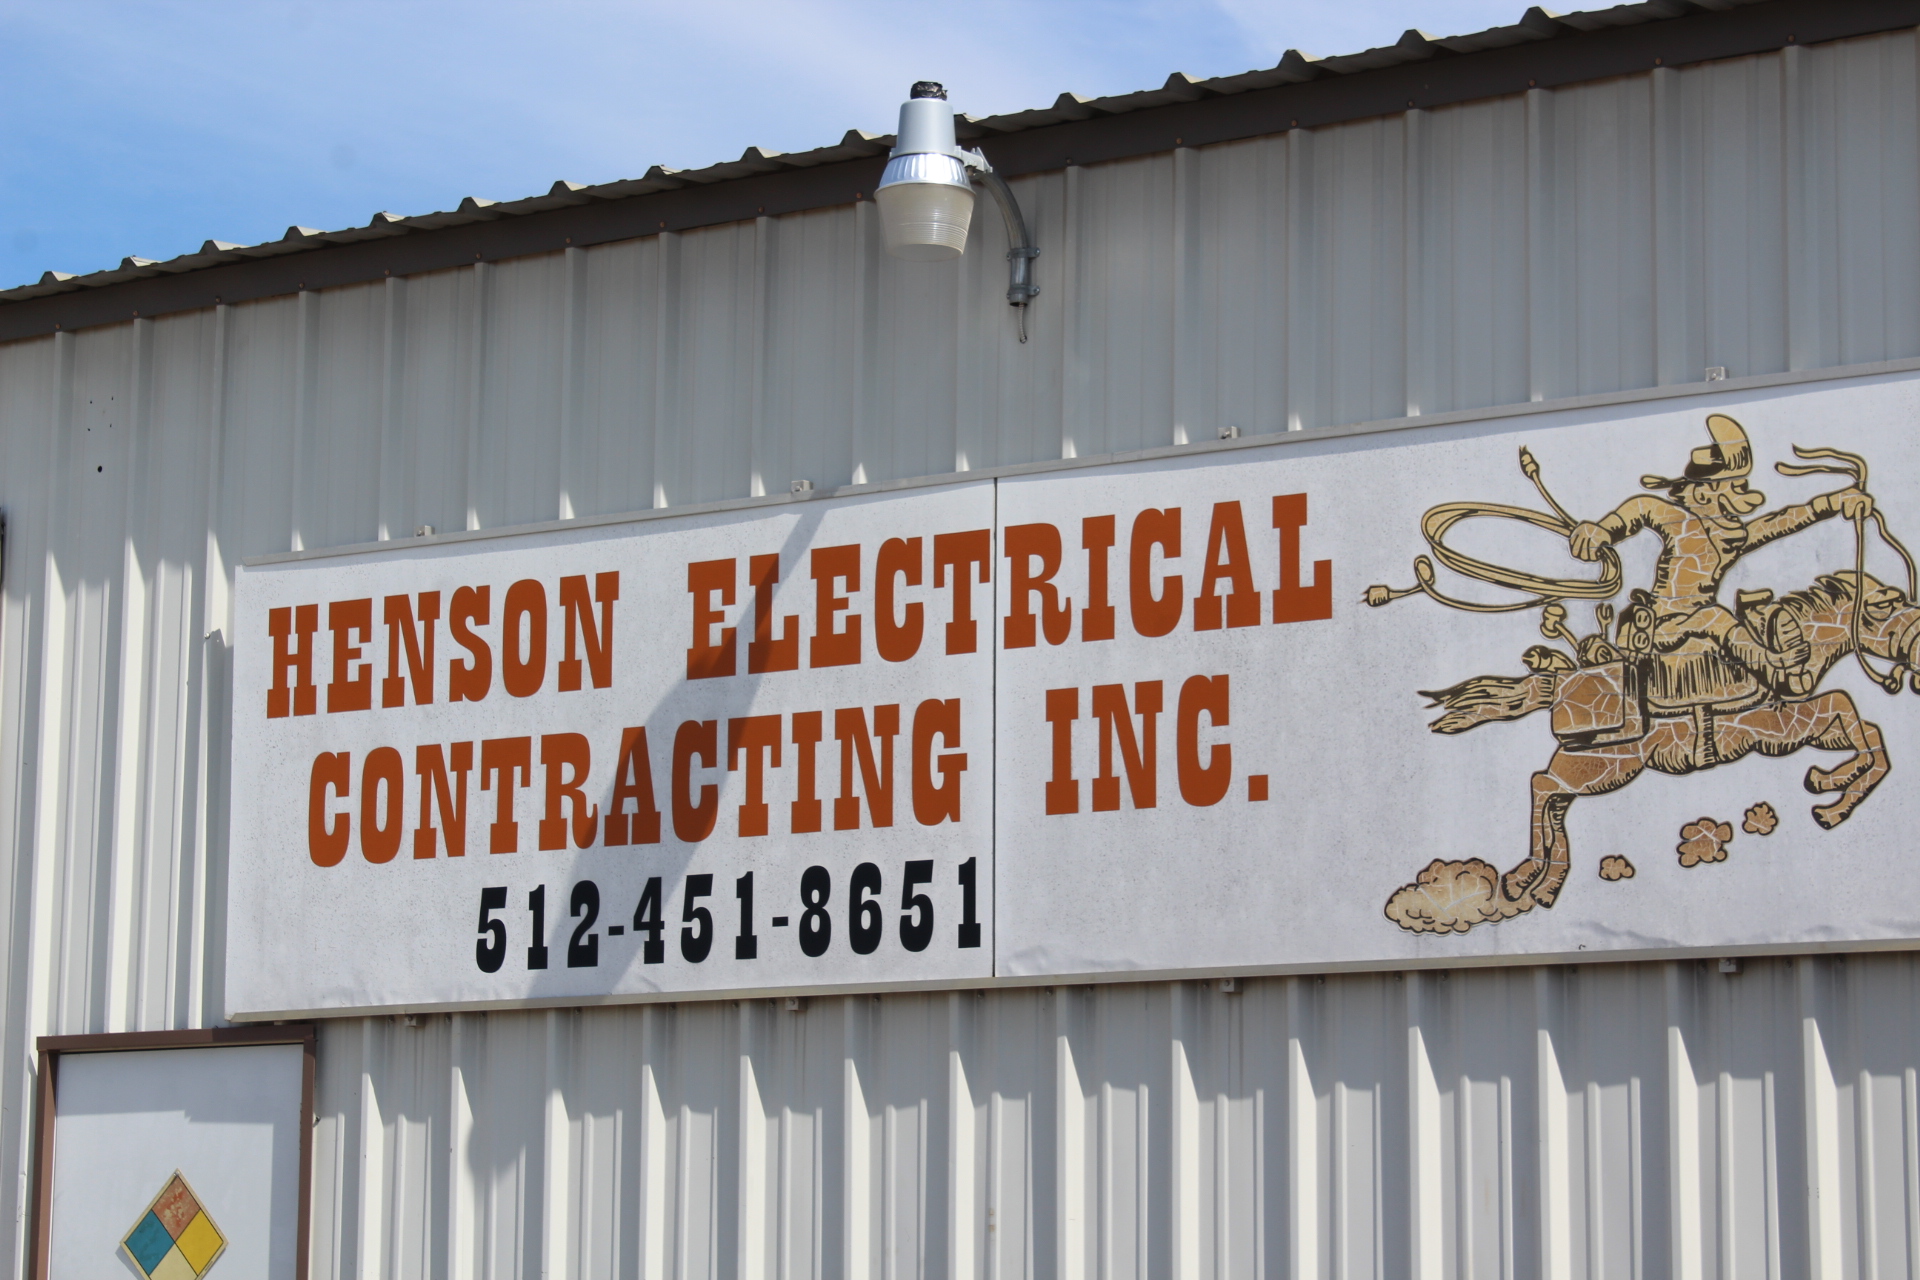 HENSON ELECTRICAL
CONTRACTING INC.
512-451-8651